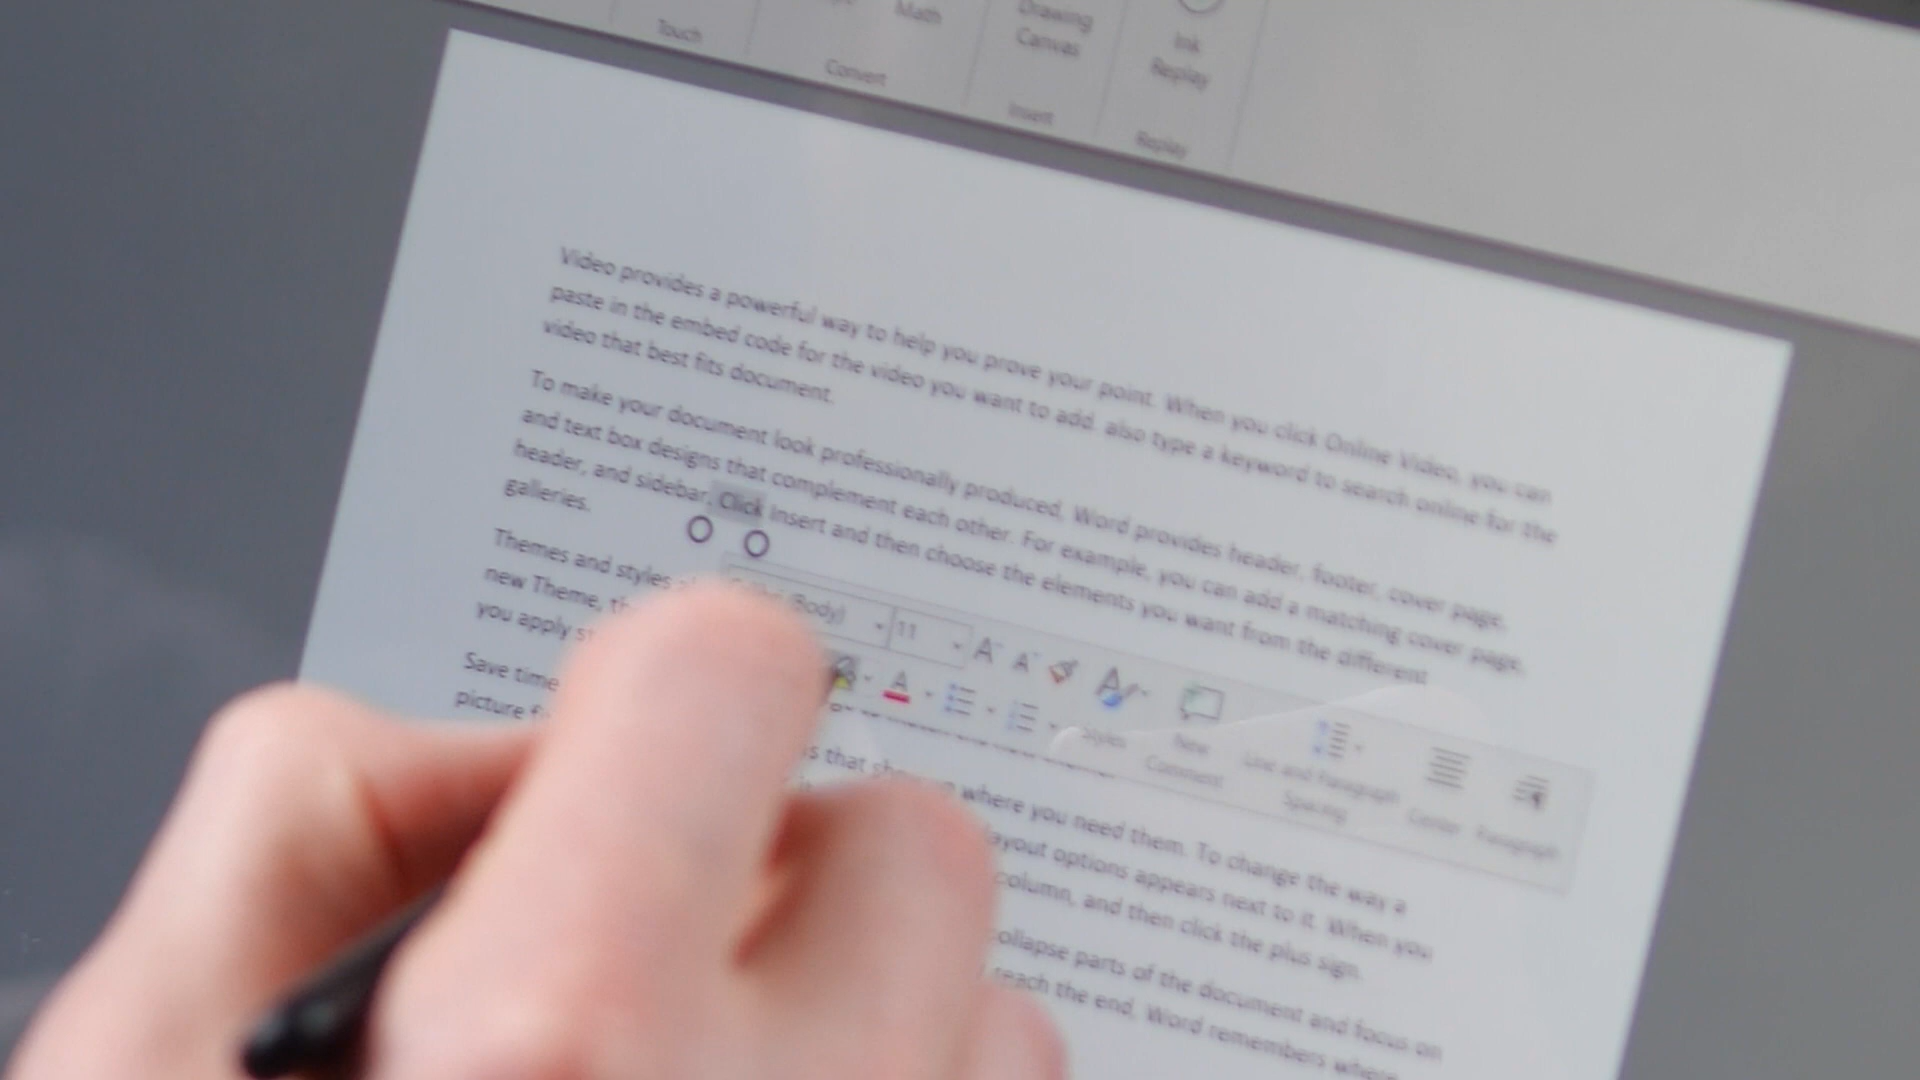 Touch
Convert
Math
Drawing
Canvas
Insert
Ink
Replay
Replay
Video provides a powerful way to help you prove your point. When you click Online Video, you can
paste in the embed code for the video you want to add. also type a keyword to search online for the
video that best fits document.
To make your document look professionally produced, Word provides header, footer, cover page,
and text box designs that complement each other. For example, you can add a matching cover page,
header, and sidebar. Click Insert and then choose the elements you want from the different
galleries.
Themes and styles
new Theme,
you apply
Save time
picture
Body)
11
Styles
New
Comment
Line and Paragraph
Spacing
Center
Paragraph
that where you need them. To change the way a
layout options appears next to it. When you
column, and then click the plus sign.
collapse parts of the document and focus on
reach the end, Word remembers where